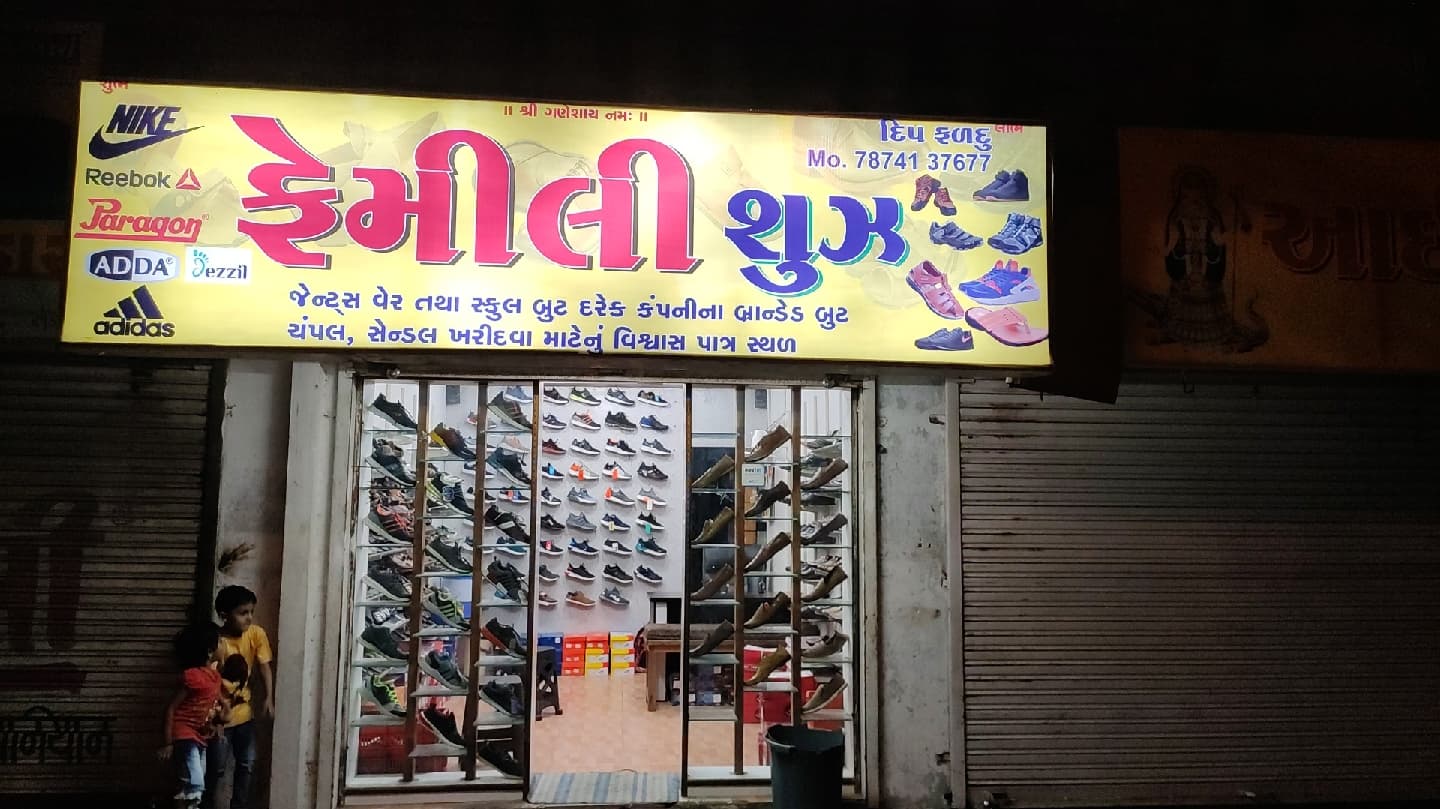 શુભ
॥ શ્રી ગણેશાય નમઃ ॥
લાભ
દિપ ફળદુ
Mo. 78741 37677
NIKE
Reebok
Paragon®
ADDA®
Jezzil
adidas
ફેમીલી શુઝ
જેન્ટ્સ વેર તથા સ્કુલ બુટ દરેક કંપનીના બ્રાન્ડેડ બુટ
ચંપલ, સેન્ડલ ખરીદવા માટેનું વિશ્વાસ પાત્ર સ્થળ